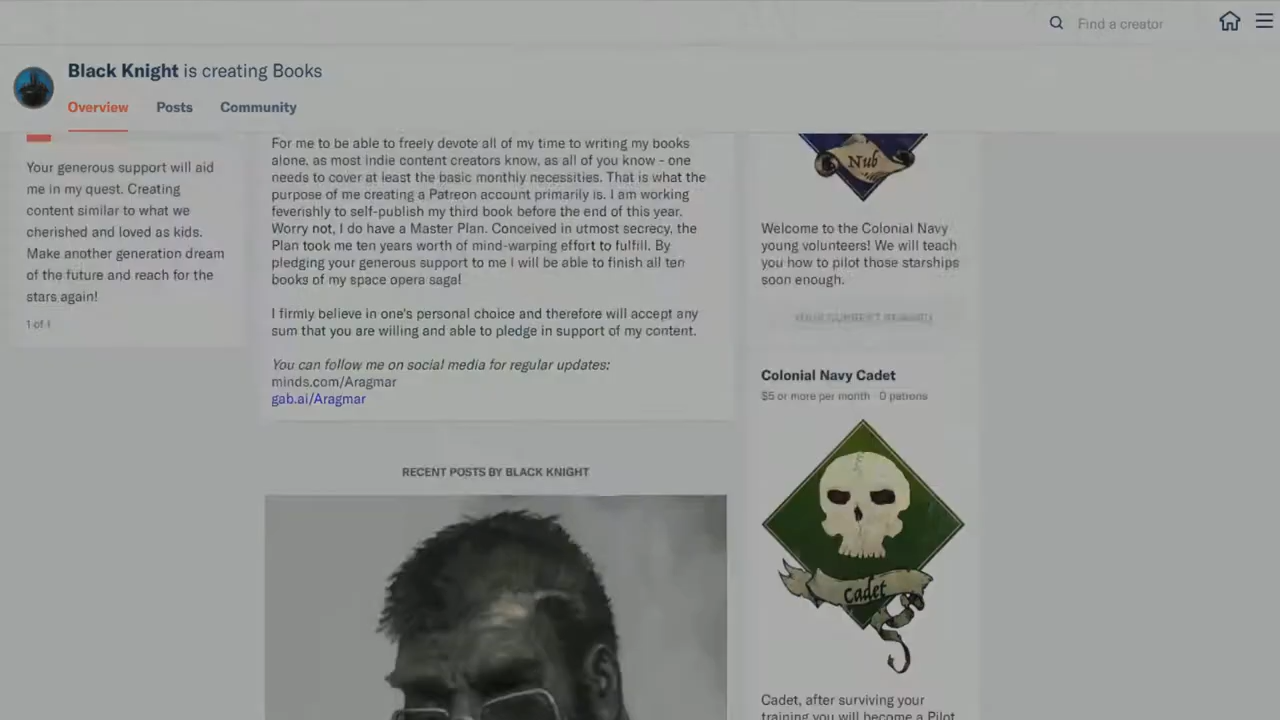 Find a creator
Black Knight is creating Books
Overview
Posts
Community
Your generous support will aid
me in my quest. Creating
content similar to what we
cherished and loved as kids.
Make another generation dream
of the future and reach for the
stars again!
1 of 1
For me to be able to freely devote all of my time to writing my books
alone, as most indie content creators know, as all of you know - one
needs to cover at least the basic monthly necessities. That is what the
purpose of me creating a Patreon account primarily is. I am working
feverishly to self-publish my third book before the end of this year.
Worry not, I do have a Master Plan. Conceived in utmost secrecy, the
Plan took me ten years worth of mind-warping effort to fulfill. By
pledging your generous support to me I will be able to finish all ten
books of my space opera saga!
I firmly believe in one's personal choice and therefore will accept any
sum that you are willing and able to pledge in support of my content.
You can follow me on social media for regular updates:
minds.com/Aragmar
gab.ai/Aragmar
RECENT POSTS BY BLACK KNIGHT
Nub
Welcome to the Colonial Navy
young volunteers! We will teach
you how to pilot those starships
soon enough.
Colonial Navy Cadet
$5 or more per month 0 patrons
Cadet
Cadet, after surviving your
training you will become a Pilot